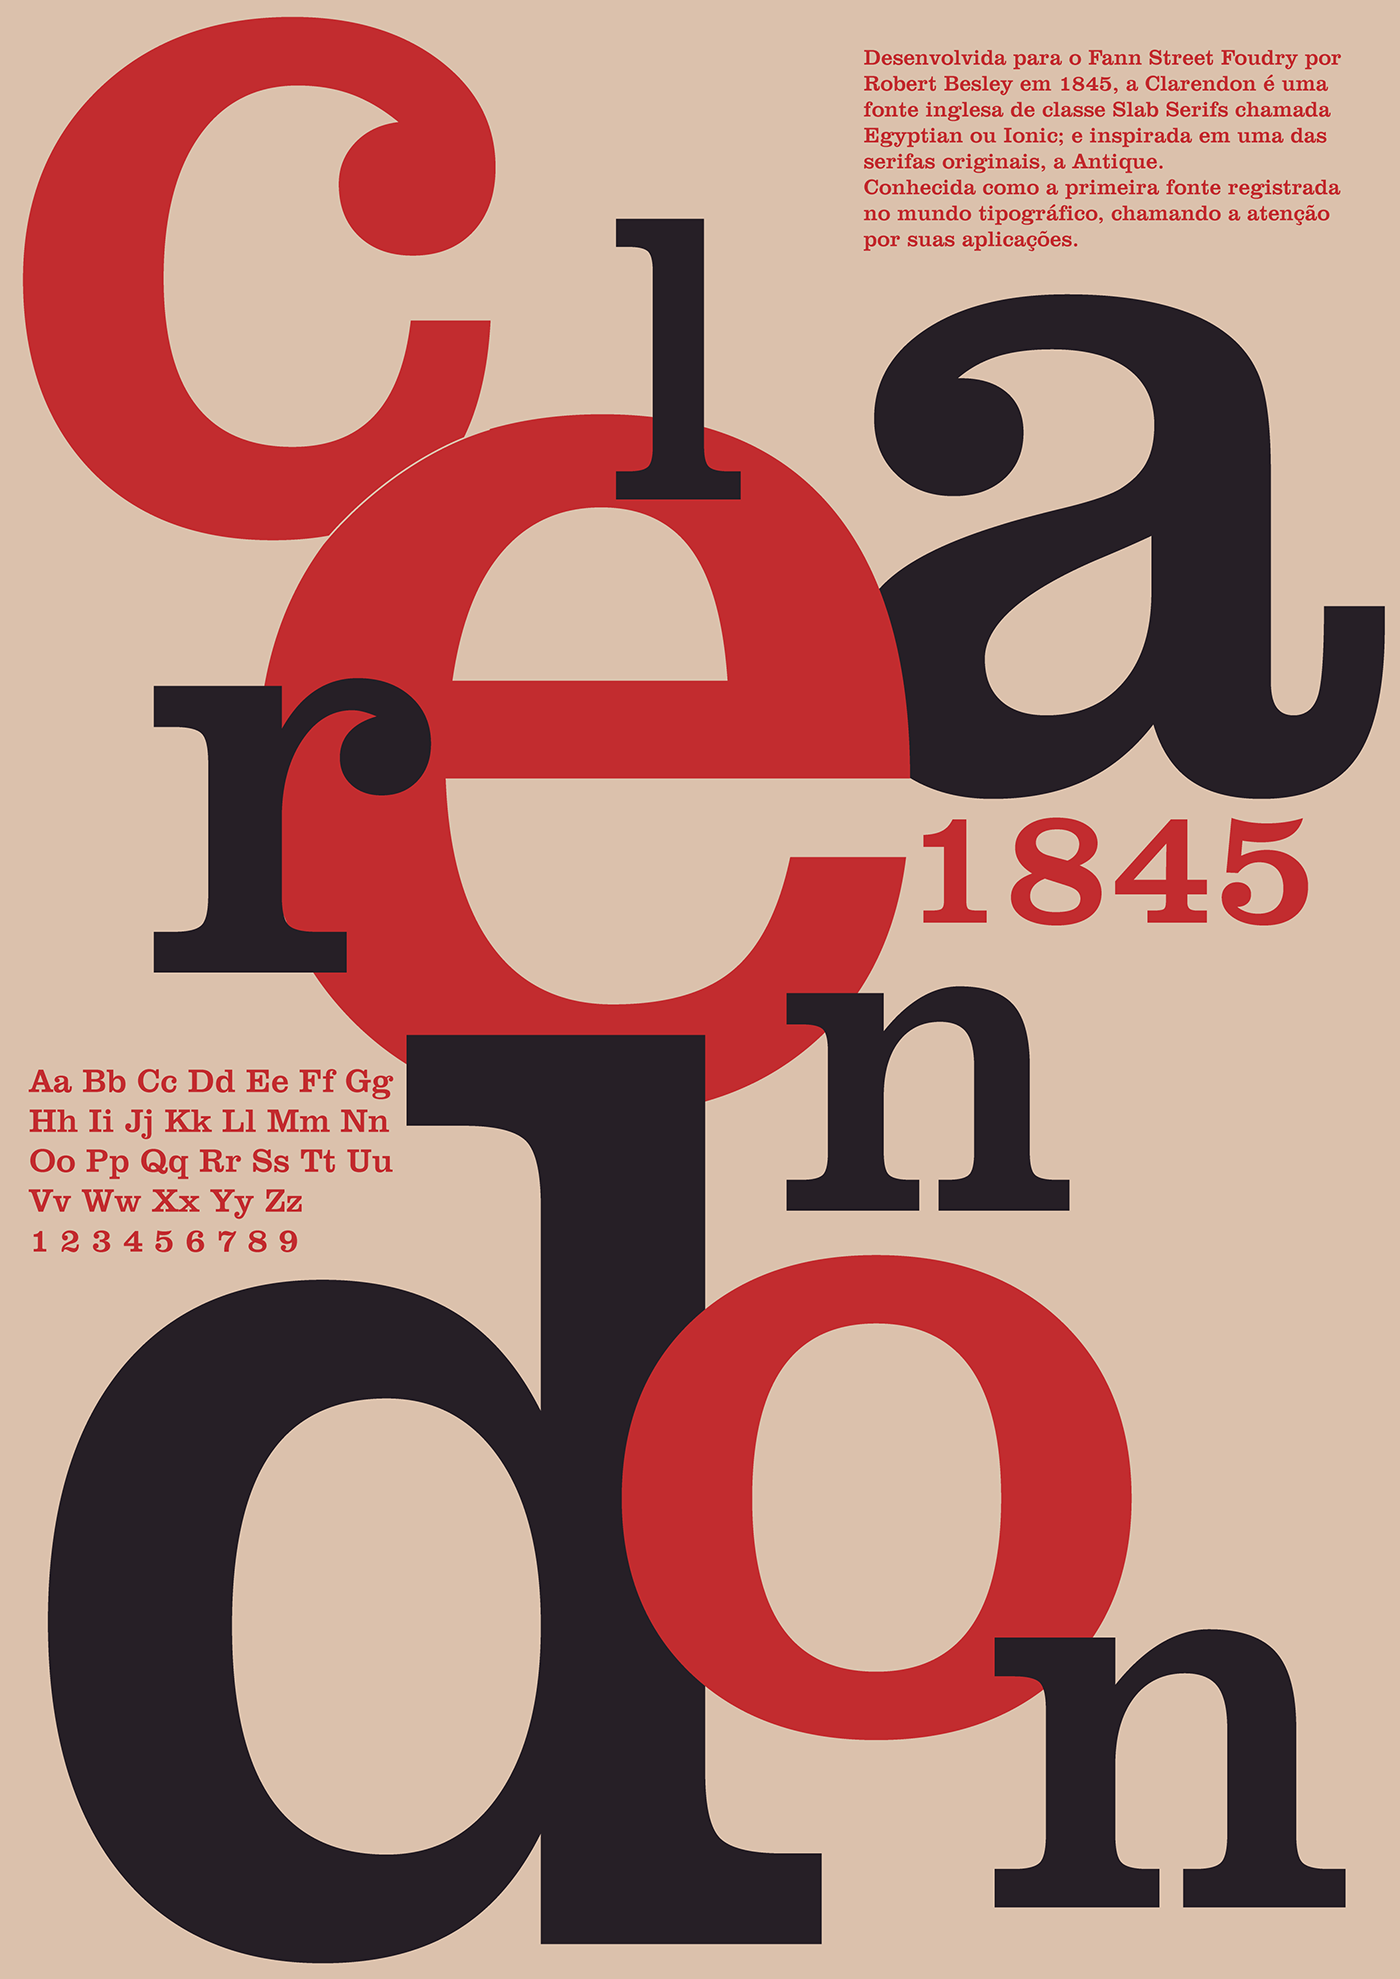 Desenvolvida para o Fann Street Foudry por
Robert Besley em 1845, a Clarendon é uma
fonte inglesa de classe Slab Serifs chamada
Egyptian ou Ionic; e inspirada em uma das
serifas originais, a Antique.
Conhecida como a primeira fonte registrada
no mundo tipográfico, chamando a atenção
por suas aplicações.
c
l
a
r
e
n
d
o
n
1845
Aa Bb Cc Dd Ee Ff Gg
Hh Ii Jj Kk Ll Mm Nn
Oo Pp Qq Rr Ss Tt Uu
Vv Ww Xx Yy Zz
1 2 3 4 5 6 7 8 9